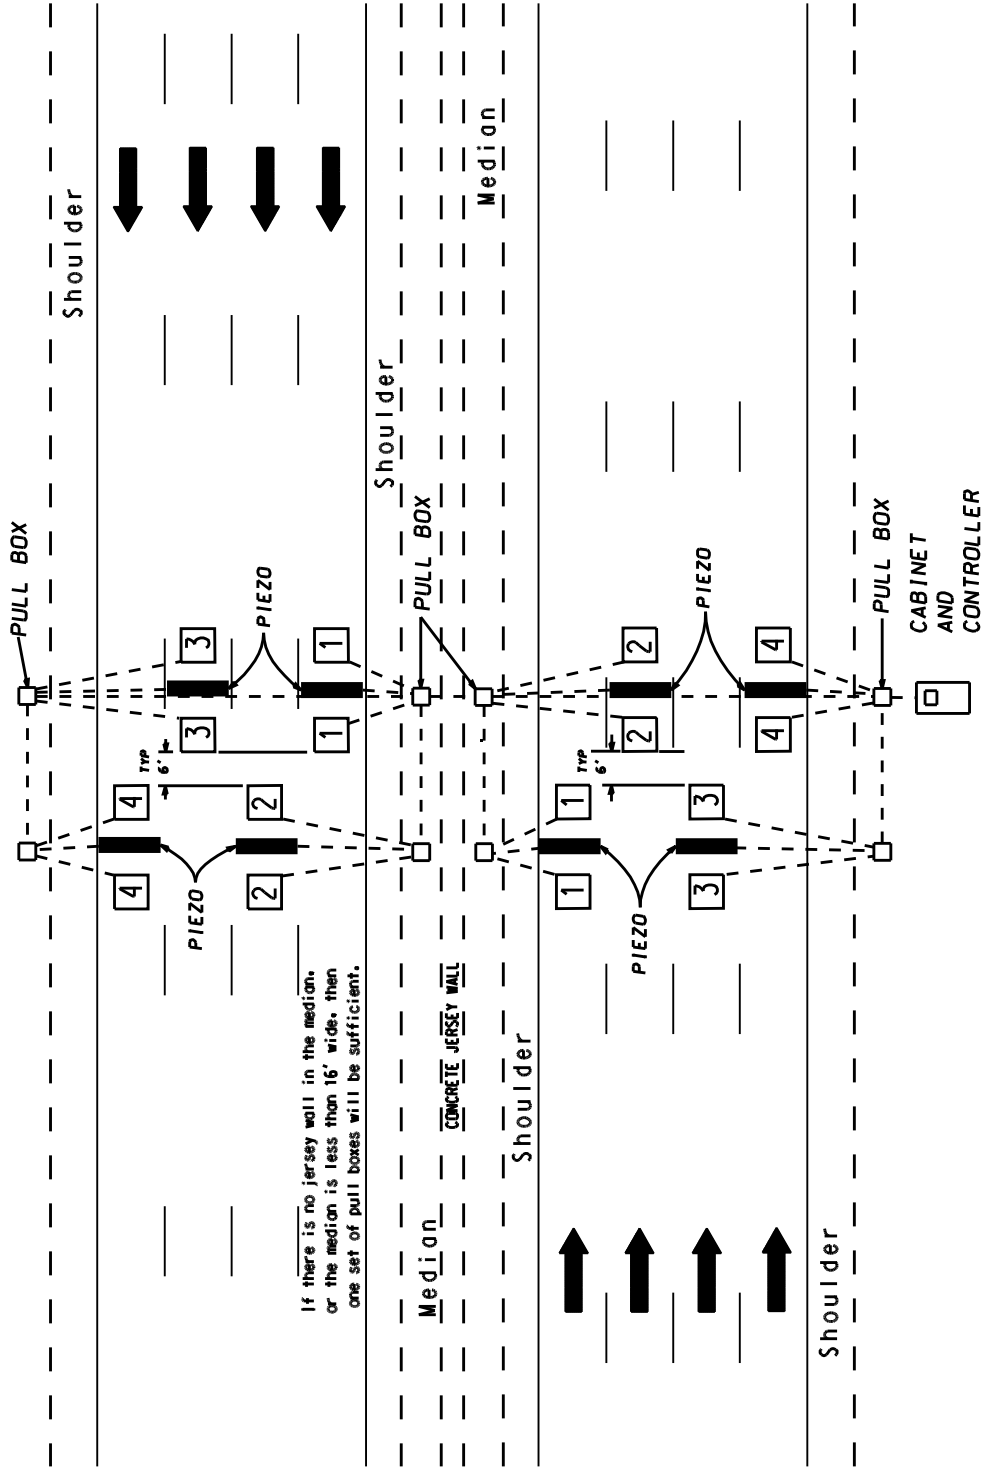 Shoulder
Median
Shoulder
PULL BOX
PULL BOX
PULL BOX
CABINET
AND
CONTROLLER
PIEZO
PIEZO
3
1
2
4
3
1
2
4
TYP
6'
TYP
6'
4
2
1
3
4
2
1
3
PIEZO
PIEZO
If there is no jersey wall in the median,
or the median is less than 16' wide, then
one set of pull boxes will be sufficient.
CONCRETE JERSEY WALL
Shoulder
Median
Shoulder